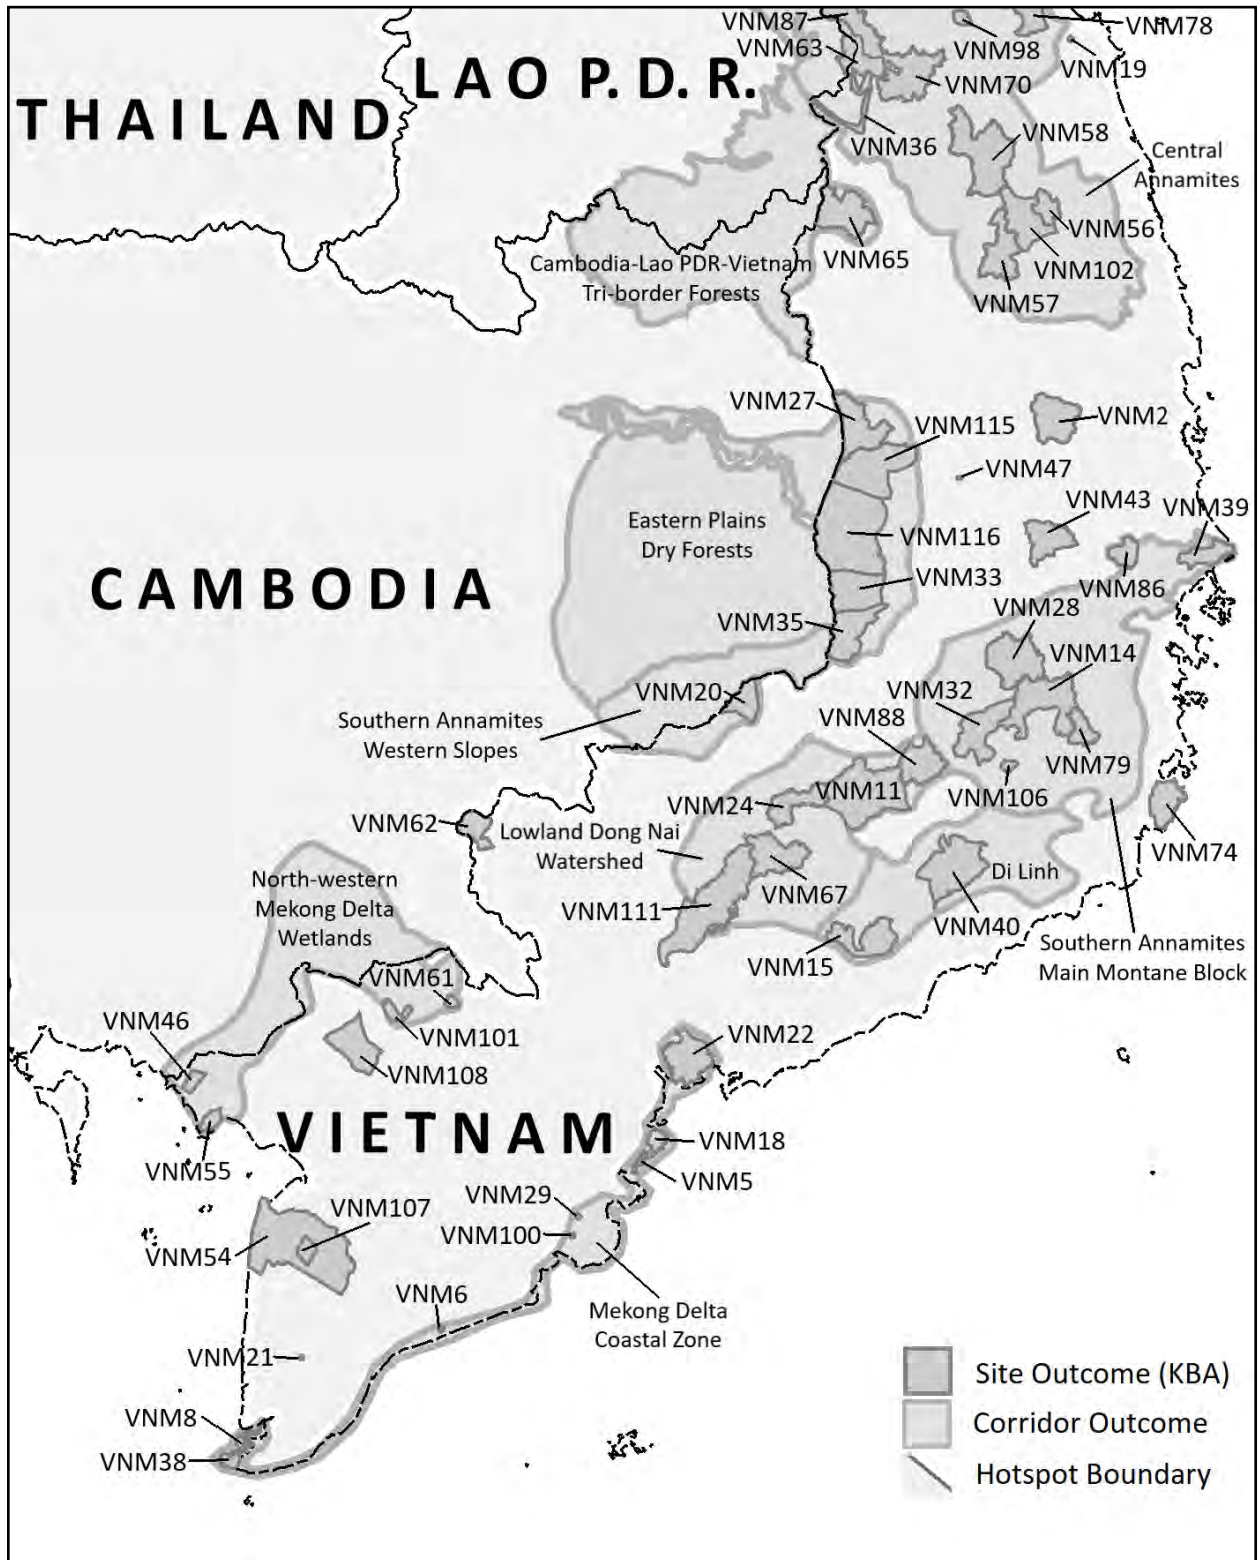 VNM87
VNM78
VNM63
VNM98
VNM19
LAO P.D.R.
VNM70
THAILAND
VNM36
VNM58
Central
Annamites
VNM56
VNM65
VNM102
Cambodia-Lao PDR-Vietnam
Tri-border Forests
VNM57
VNM27
VNM115
VNM2
VNM47
VNM43
VNM39
Eastern Plains
Dry Forests
VNM116
CAMBODIA
VNM33
VNM86
VNM28
VNM35
VNM14
VNM20
VNM32
Southern Annamites
Western Slopes
VNM88
VNM79
VNM11
VNM106
VNM24
VNM62
Lowland Dong Nai
Watershed
VNM74
North-western
Mekong Delta
Wetlands
VNM67
Di Linh
VNM111
VNM40
Southern Annamites
Main Montane Block
VNM15
VNM61
VNM46
VNM101
VNM22
VNM108
VIETNAM
VNM18
VNM55
VNM5
VNM29
VNM107
VNM100
VNM54
VNM6
Mekong Delta
Coastal Zone
VNM21
Site Outcome (KBA)
VNM8
Corridor Outcome
VNM38
Hotspot Boundary